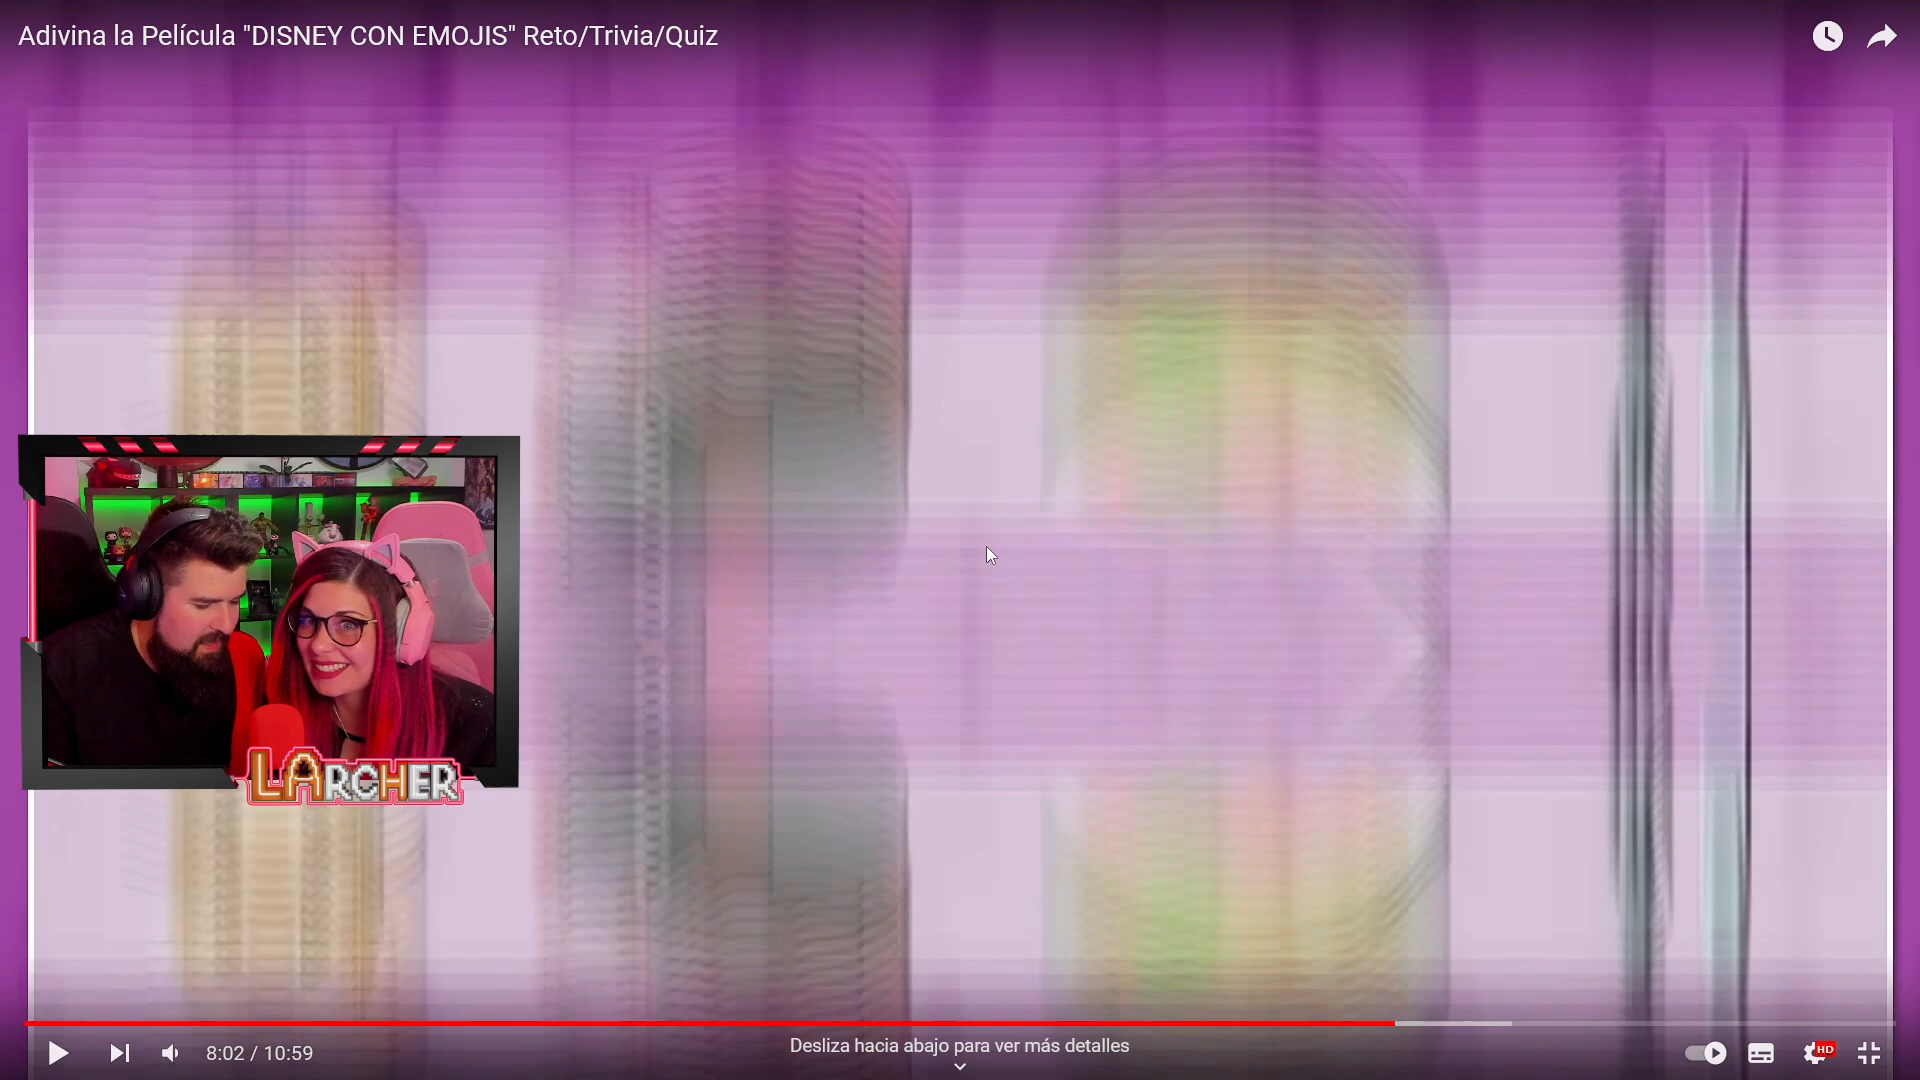 Adivina la Película "DISNEY CON EMOJIS" Reto/Trivia/Quiz
LARCHER
8:02 / 10:59
Desliza hacia abajo para ver más detalles
HD